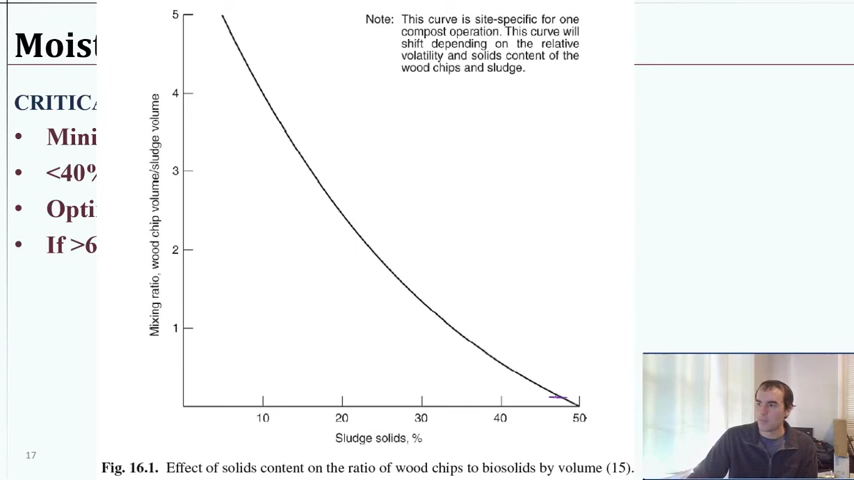 Moist
CRITICA
• Mini
• <40%
• Opti
• If >6
Note: This curve is site-specific for one
compost operation. This curve will
shift depending on the relative
volatility and solids content of the
wood chips and sludge.
Mixing ratio, wood chip volume/sludge volume
5
4
3
2
1
10 20 30 40 50
Sludge solids, %
17
Fig. 16.1. Effect of solids content on the ratio of wood chips to biosolids by volume (15).